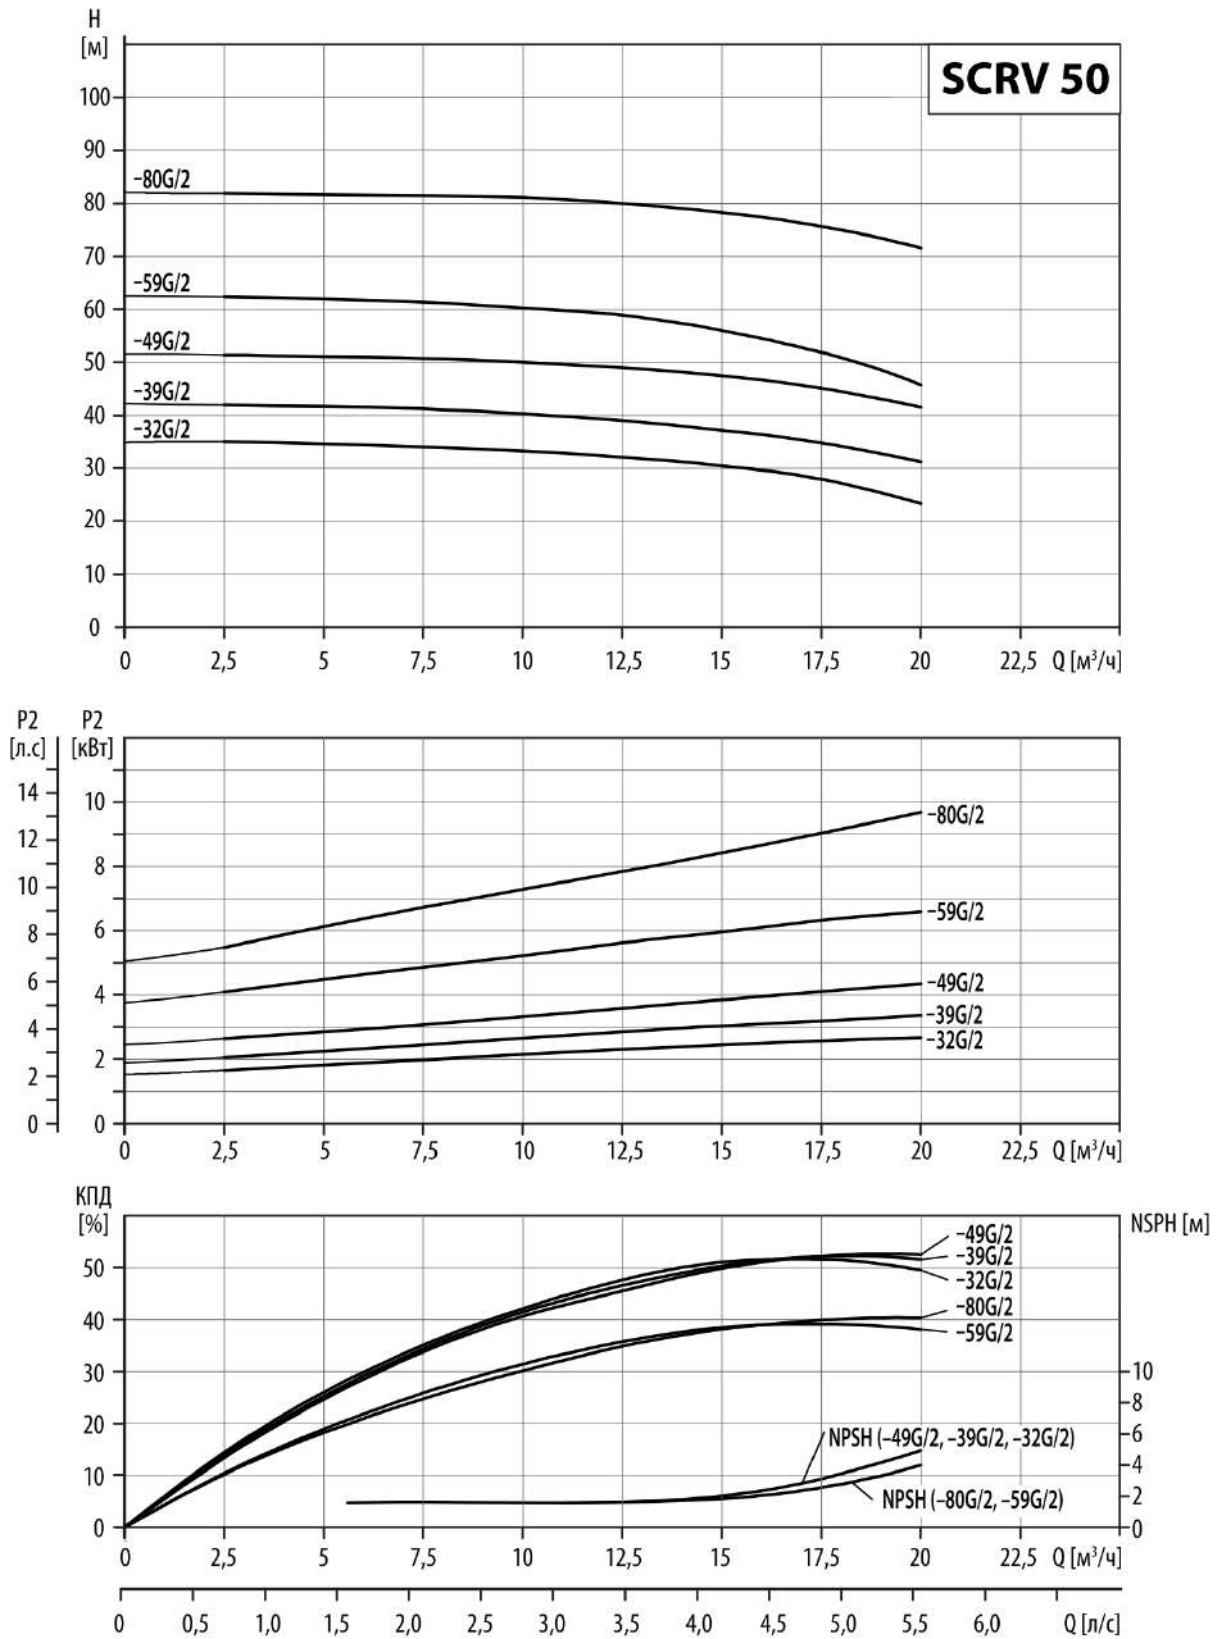 H
[м]
SCRV 50
100
90
–80G/2
80
70
–59G/2
60
–49G/2
50
–39G/2
40
–32G/2
30
20
10
0
0 2,5 5 7,5 10 12,5 15 17,5 20 22,5 Q [м³/ч]
P2 P2
[л.с] [кВт]
14 10
–80G/2
12
8
10
–59G/2
8 6
6
–49G/2
4
–39G/2
4
–32G/2
2
2
0 0
0 2,5 5 7,5 10 12,5 15 17,5 20 22,5 Q [м³/ч]
КПД
[%] NSPH [м]
–49G/2
–39G/2
50
–32G/2
–80G/2
40
–59G/2
30 10
8
20 6
NPSH (–49G/2, –39G/2, –32G/2)
10 4
2
NPSH (–80G/2, –59G/2)
0 0
0 2,5 5 7,5 10 12,5 15 17,5 20 22,5 Q [м³/ч]
0 0,5 1,0 1,5 2,0 2,5 3,0 3,5 4,0 4,5 5,0 5,5 6,0 Q [л/с]